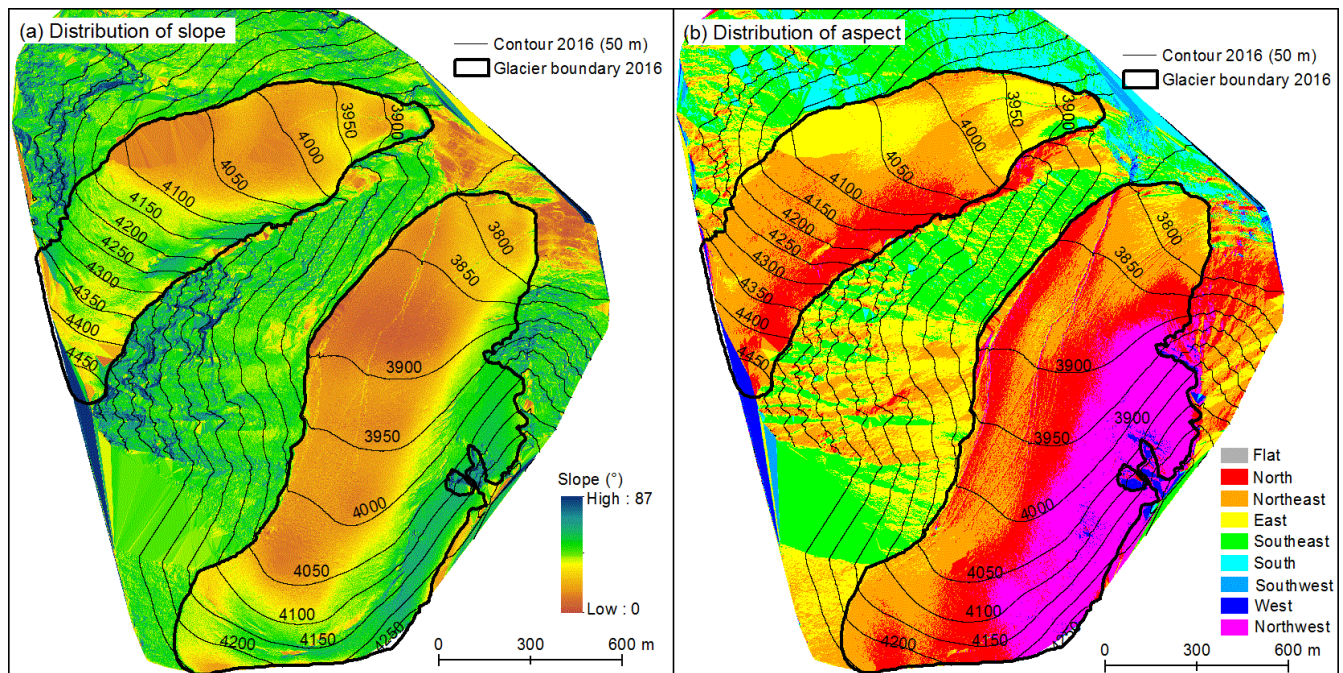 (a) Distribution of slope
Contour 2016 (50 m)
Glacier boundary 2016
3950
3900
4000
4050
4100
4150
4200
4250
4300
4350
4400
4450
3800
3850
3900
3950
4000
4050
4100
4150
4200
4250
Slope (°)
High : 87
Low : 0
0 300 600 m
(b) Distribution of aspect
Contour 2016 (50 m)
Glacier boundary 2016
3950
3900
4000
4050
4100
4150
4200
4250
4300
4350
4400
4450
3800
3850
3900
3900
3950
4000
4050
4100
4150
4200
4250
Flat
North
Northeast
East
Southeast
South
Southwest
West
Northwest
0 300 600 m